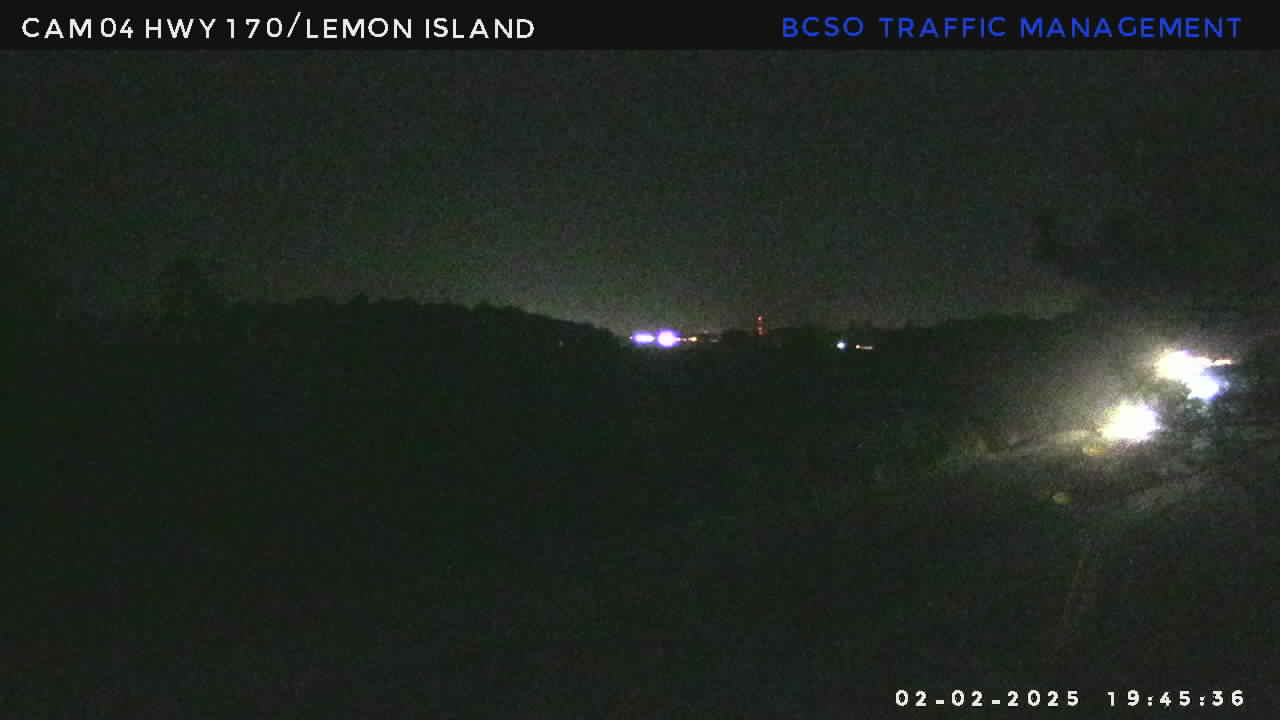 CAM04 HWY 170/LEMON ISLAND
BCSO TRAFFIC MANAGEMENT
02-02-2025 19:45:36